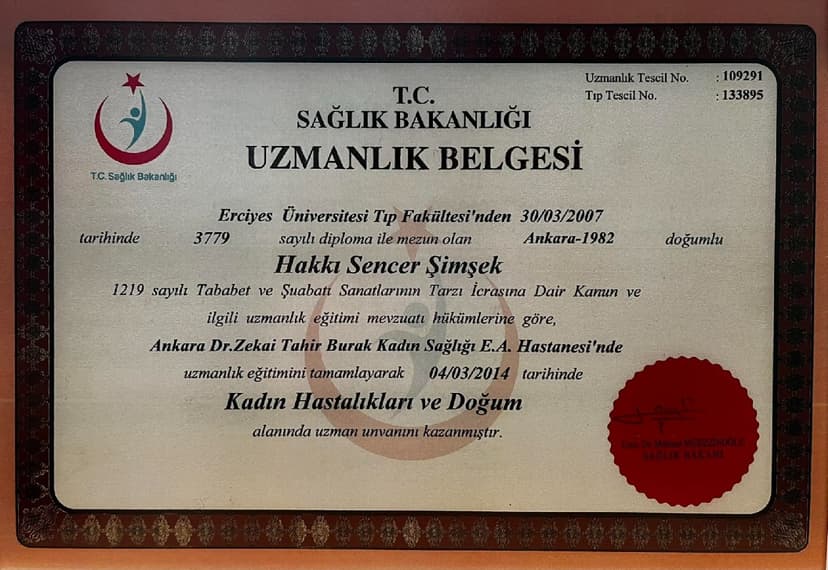 T.C. Sağlık Bakanlığı
Uzmanlık Tescil No. : 109291
Tıp Tescil No. : 133895
T.C.
SAĞLIK BAKANLIĞI
UZMANLIK BELGESİ
Erciyes Üniversitesi Tıp Fakültesi'nden 30/03/2007
tarihinde 3779 sayılı diploma ile mezun olan Ankara-1982 doğumlu
Hakkı Sencer Şimşek
1219 sayılı Tababet ve Şuabatı Sanatlarının Tarzı İcrasına Dair Kanun ve
ilgili uzmanlık eğitimi mevzuatı hükümlerine göre,
Ankara Dr.Zekai Tahir Burak Kadın Sağlığı E.A. Hastanesi'nde
uzmanlık eğitimini tamamlayarak 04/03/2014 tarihinde
Kadın Hastalıkları ve Doğum
alanında uzman unvanını kazanmıştır.
SAĞLIK BAKANI